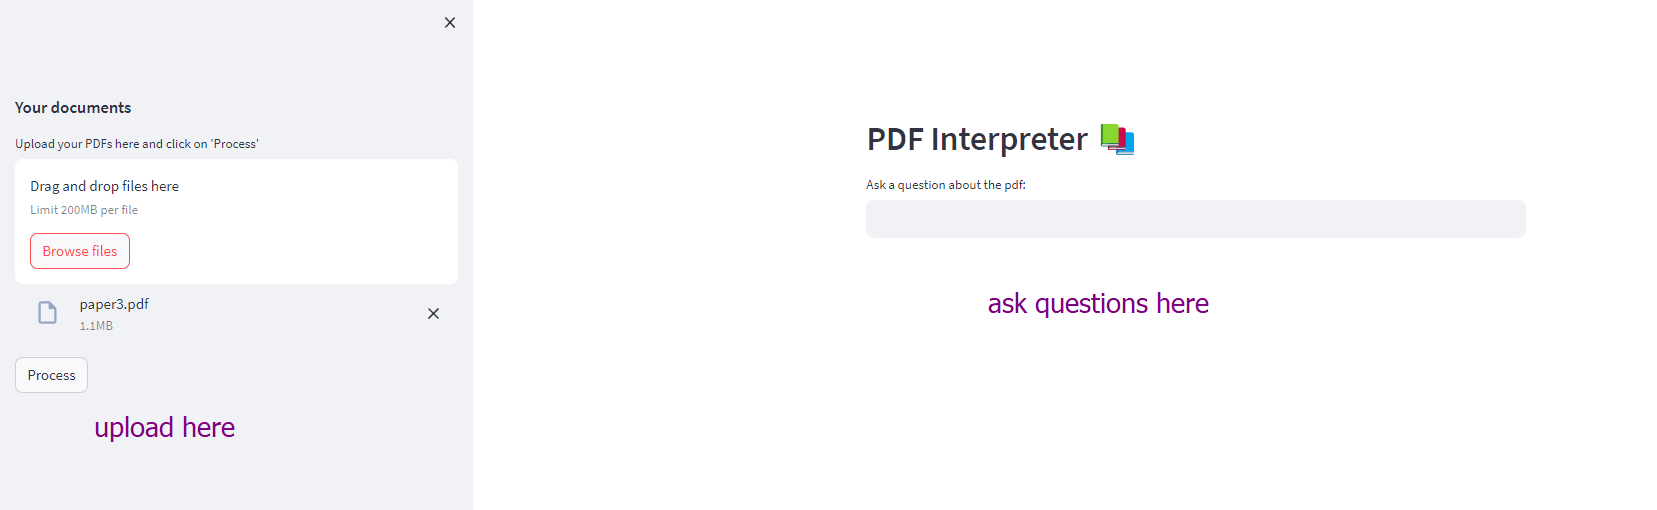 Your documents
Upload your PDFs here and click on 'Process'
Drag and drop files here
Limit 200MB per file
Browse files
paper3.pdf
1.1MB
Process
upload here
PDF Interpreter
Ask a question about the pdf:
ask questions here